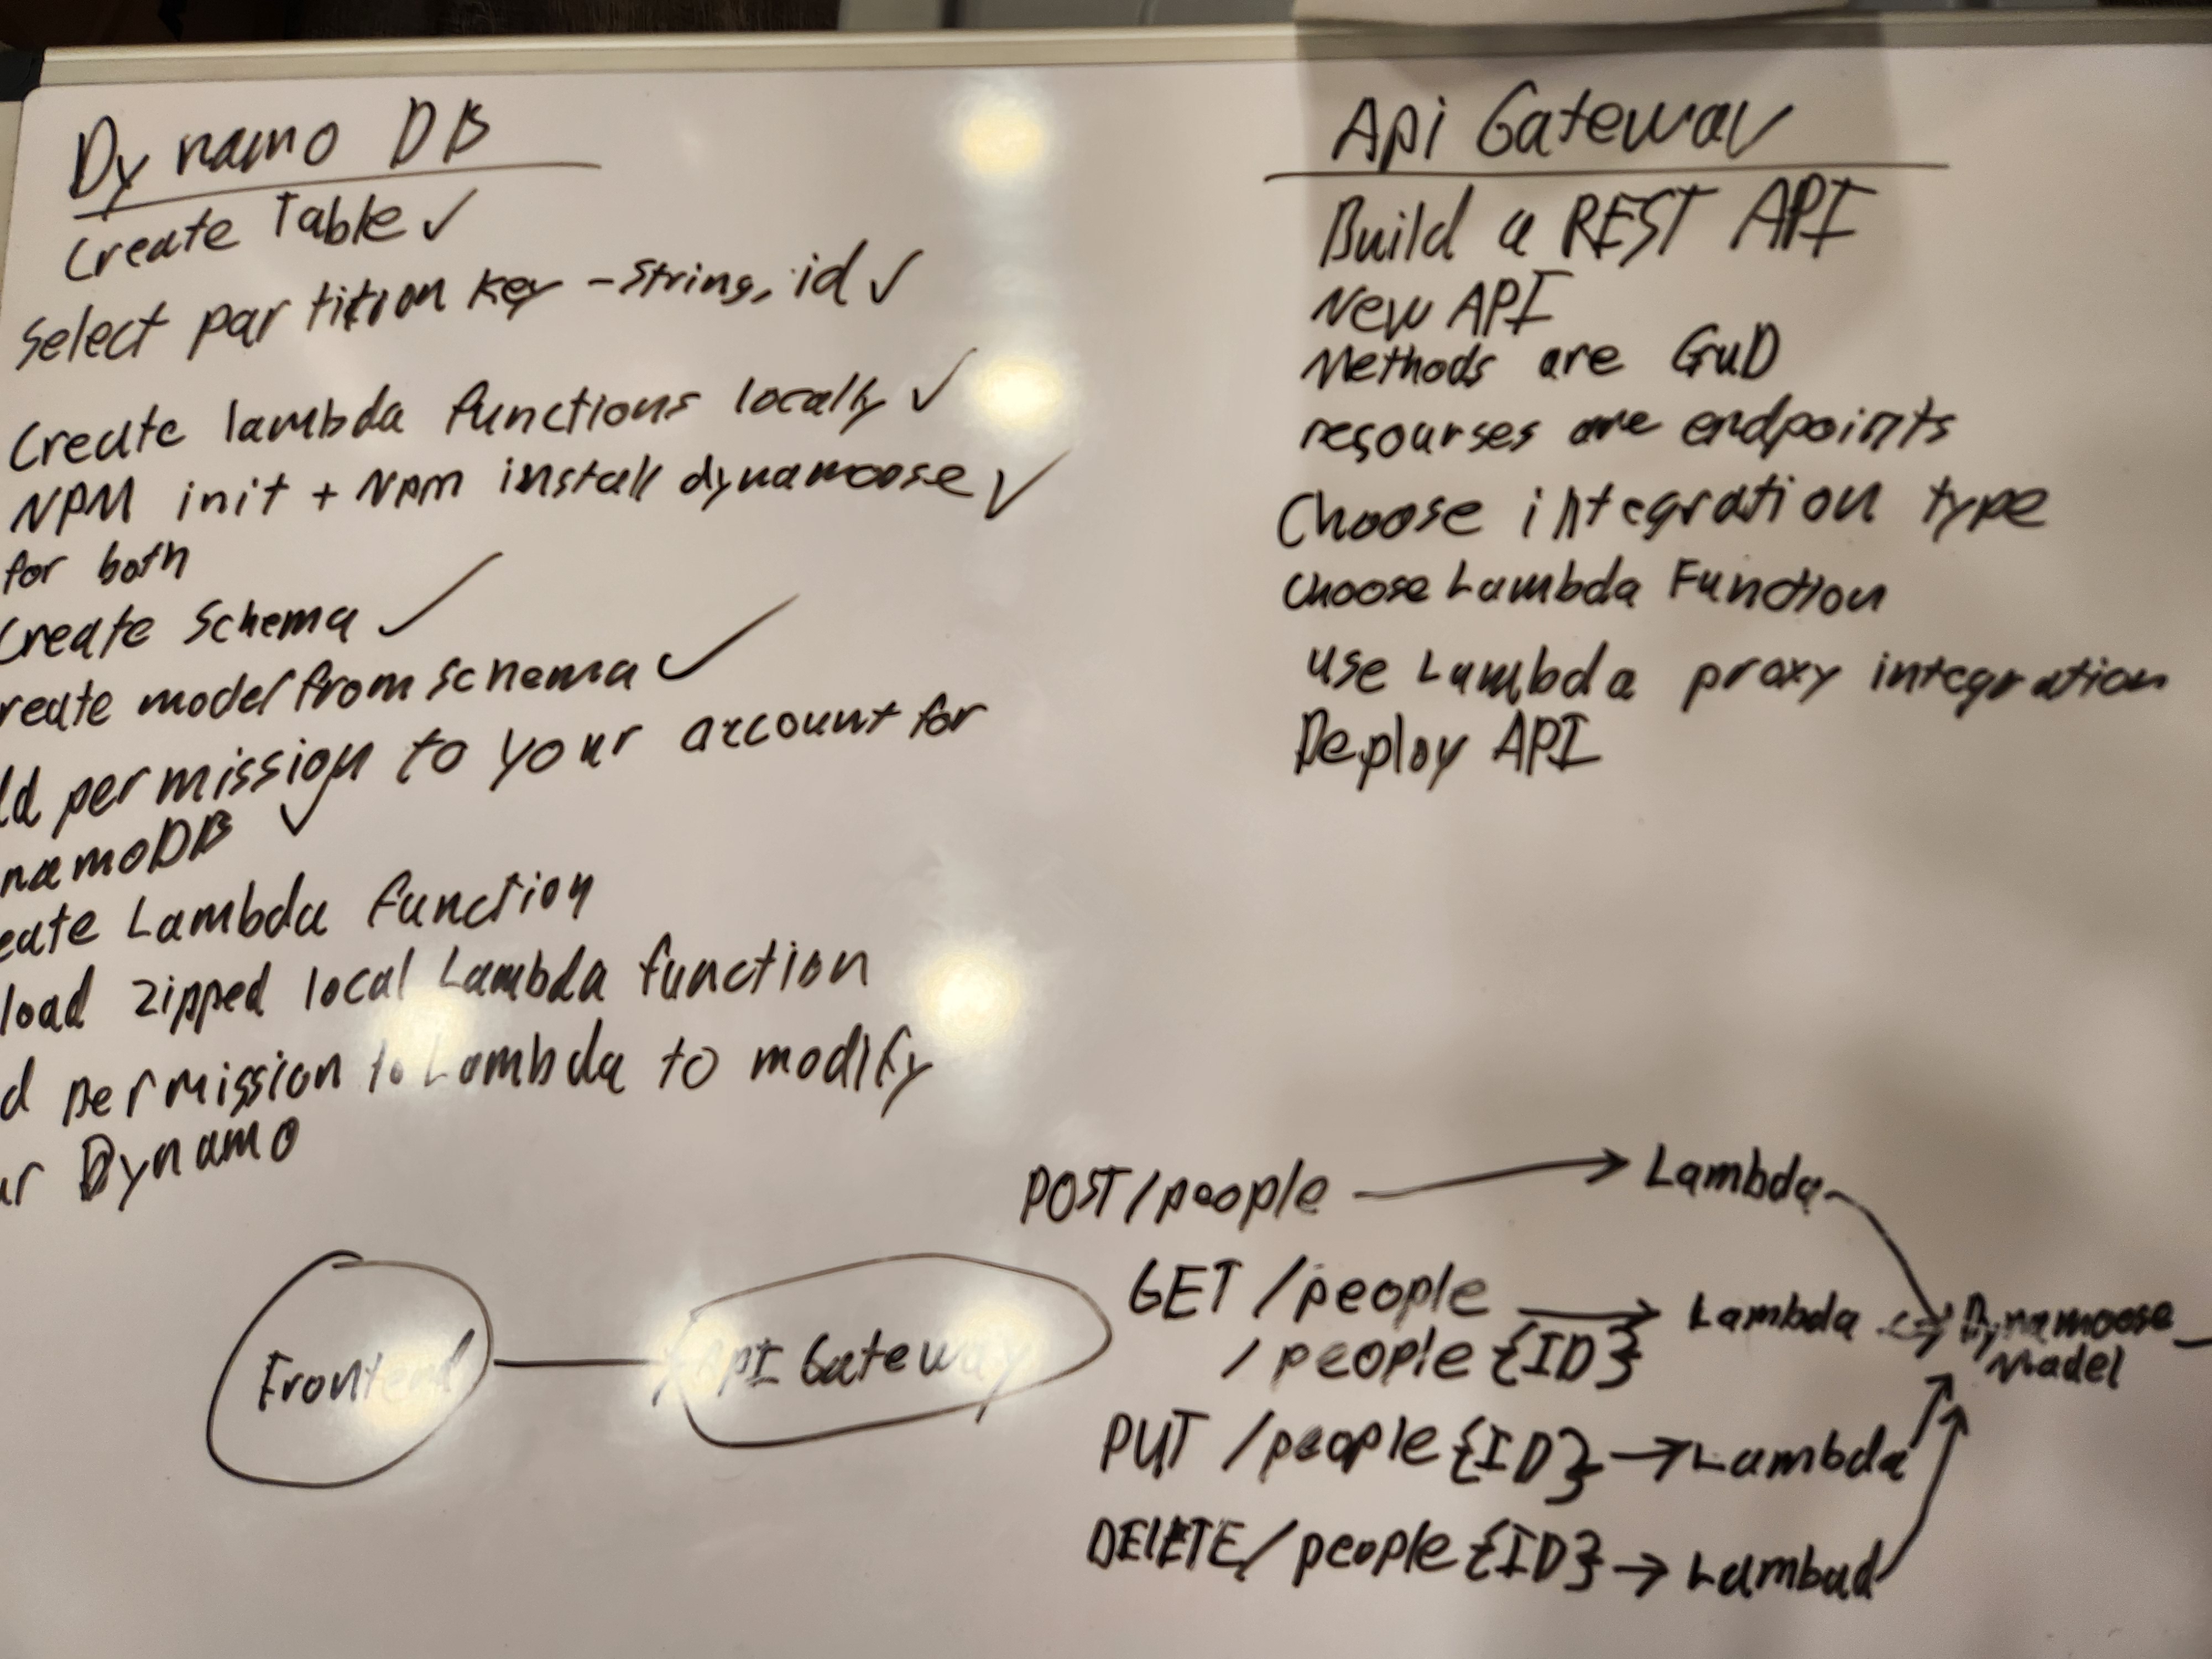 Dynamo DB
Create Table ✓
Select partition key - string, id ✓
Create lambda functions locally ✓
NPM init + NPM install dynamoose ✓
for both
Create Schema ✓
reate model from schema ✓
ld permission to your account for
namoDB ✓
eate Lambda function
load zipped local Lambda function
d permission to Lambda to modify
ur Dynamo
API Gateway
Build a REST API
New API
Methods are
resourses are endpoints
Choose integration type
choose Lambda Function
use Lambda proxy integration
Deploy API
Frontend
API Gateway
POST /people → Lambda
GET /people
/people {ID} → Lambda → Dynamoose
model
PUT /people {ID} → Lambda
DElETE /people {ID} → Lambad